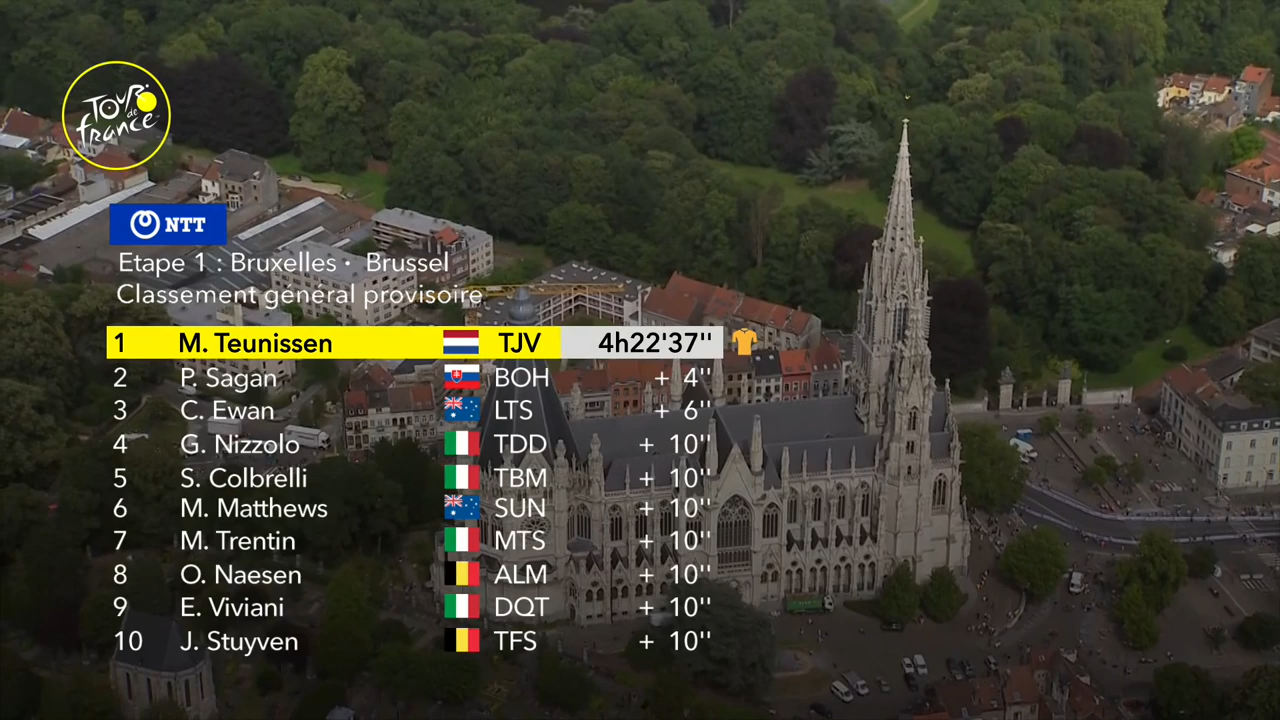 TOUR de france
NTT
Etape 1 : Bruxelles · Brussel
Classement général provisoire
1 M. Teunissen TJV 4h22'37''
2 P. Sagan BOH + 4''
3 C. Ewan LTS + 6''
4 G. Nizzolo TDD + 10''
5 S. Colbrelli TBM + 10''
6 M. Matthews SUN + 10''
7 M. Trentin MTS + 10''
8 O. Naesen ALM + 10''
9 E. Viviani DQT + 10''
10 J. Stuyven TFS + 10''